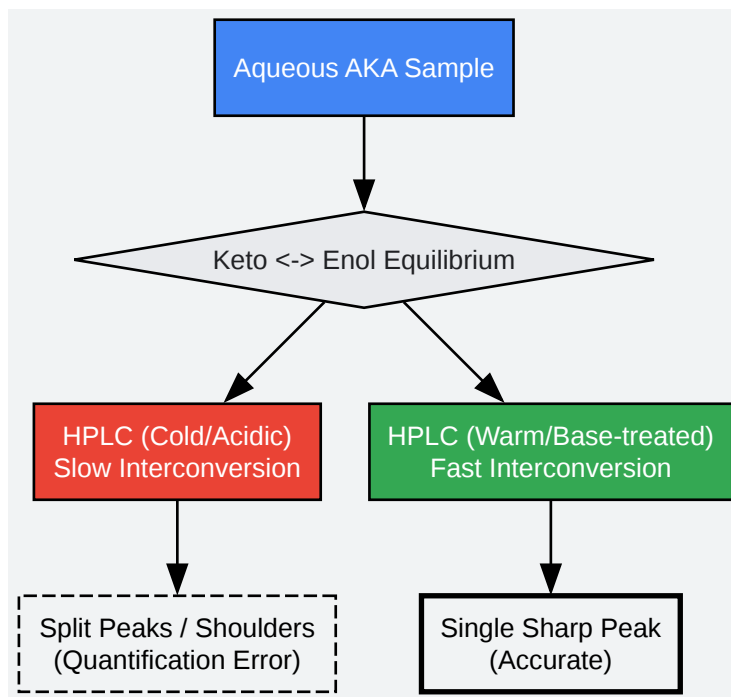 Aqueous AKA Sample
Keto <-> Enol Equilibrium
HPLC (Cold/Acidic)
Slow Interconversion
HPLC (Warm/Base-treated)
Fast Interconversion
Split Peaks / Shoulders
(Quantification Error)
Single Sharp Peak
(Accurate)